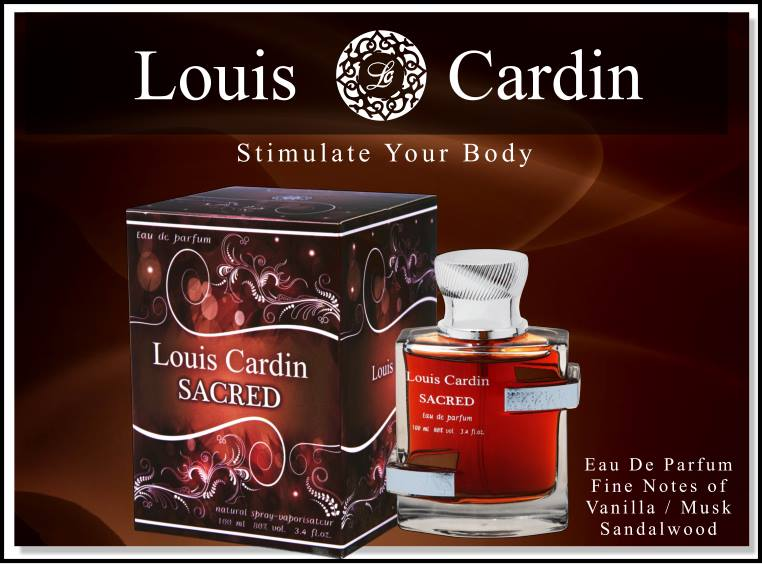 Louis Cardin
Stimulate Your Body
Eau de parfum
Louis Cardin
SACRED
natural spray-vaporisateur
100 ml 80% vol. 3.4 fl.oz.
Louis
Louis Cardin
SACRED
Eau de parfum
100 ml 80% vol 3.4 fl.oz.
Eau De Parfum
Fine Notes of
Vanilla / Musk
Sandalwood